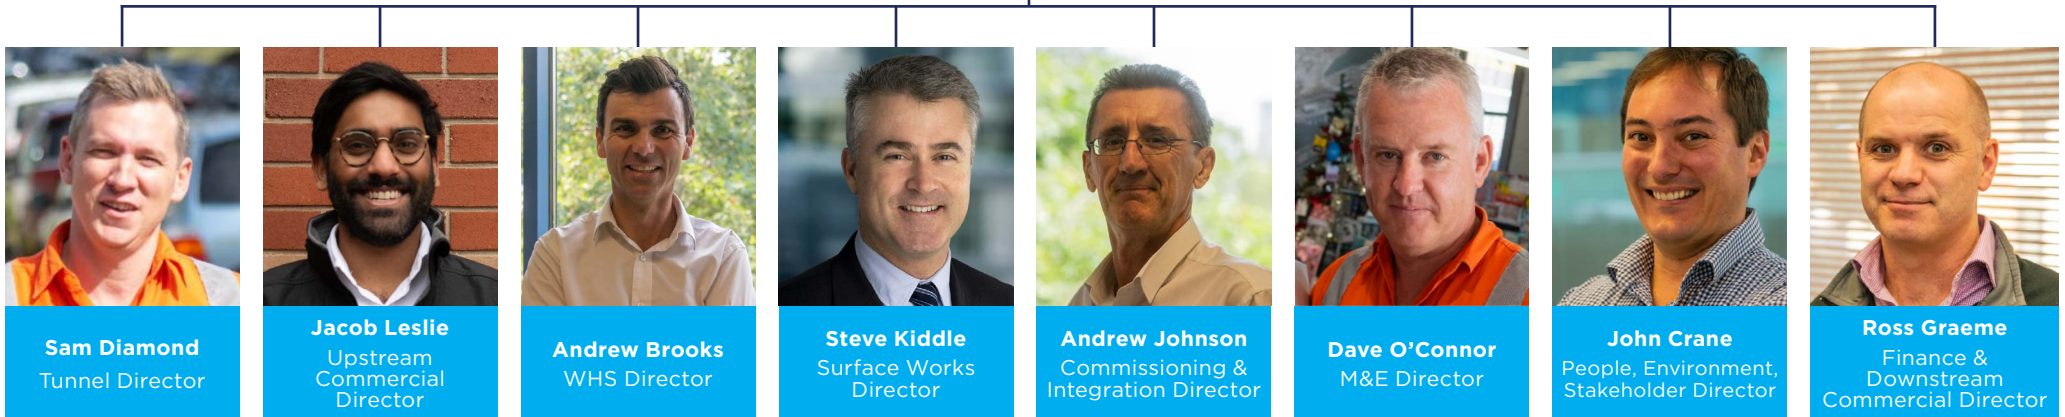 Sam Diamond
Tunnel Director
Jacob Leslie
Upstream
Commercial
Director
Andrew Brooks
WHS Director
Steve Kiddle
Surface Works
Director
Andrew Johnson
Commissioning &
Integration Director
Dave O’Connor
M&E Director
John Crane
People, Environment,
Stakeholder Director
Ross Graeme
Finance &
Downstream
Commercial Director